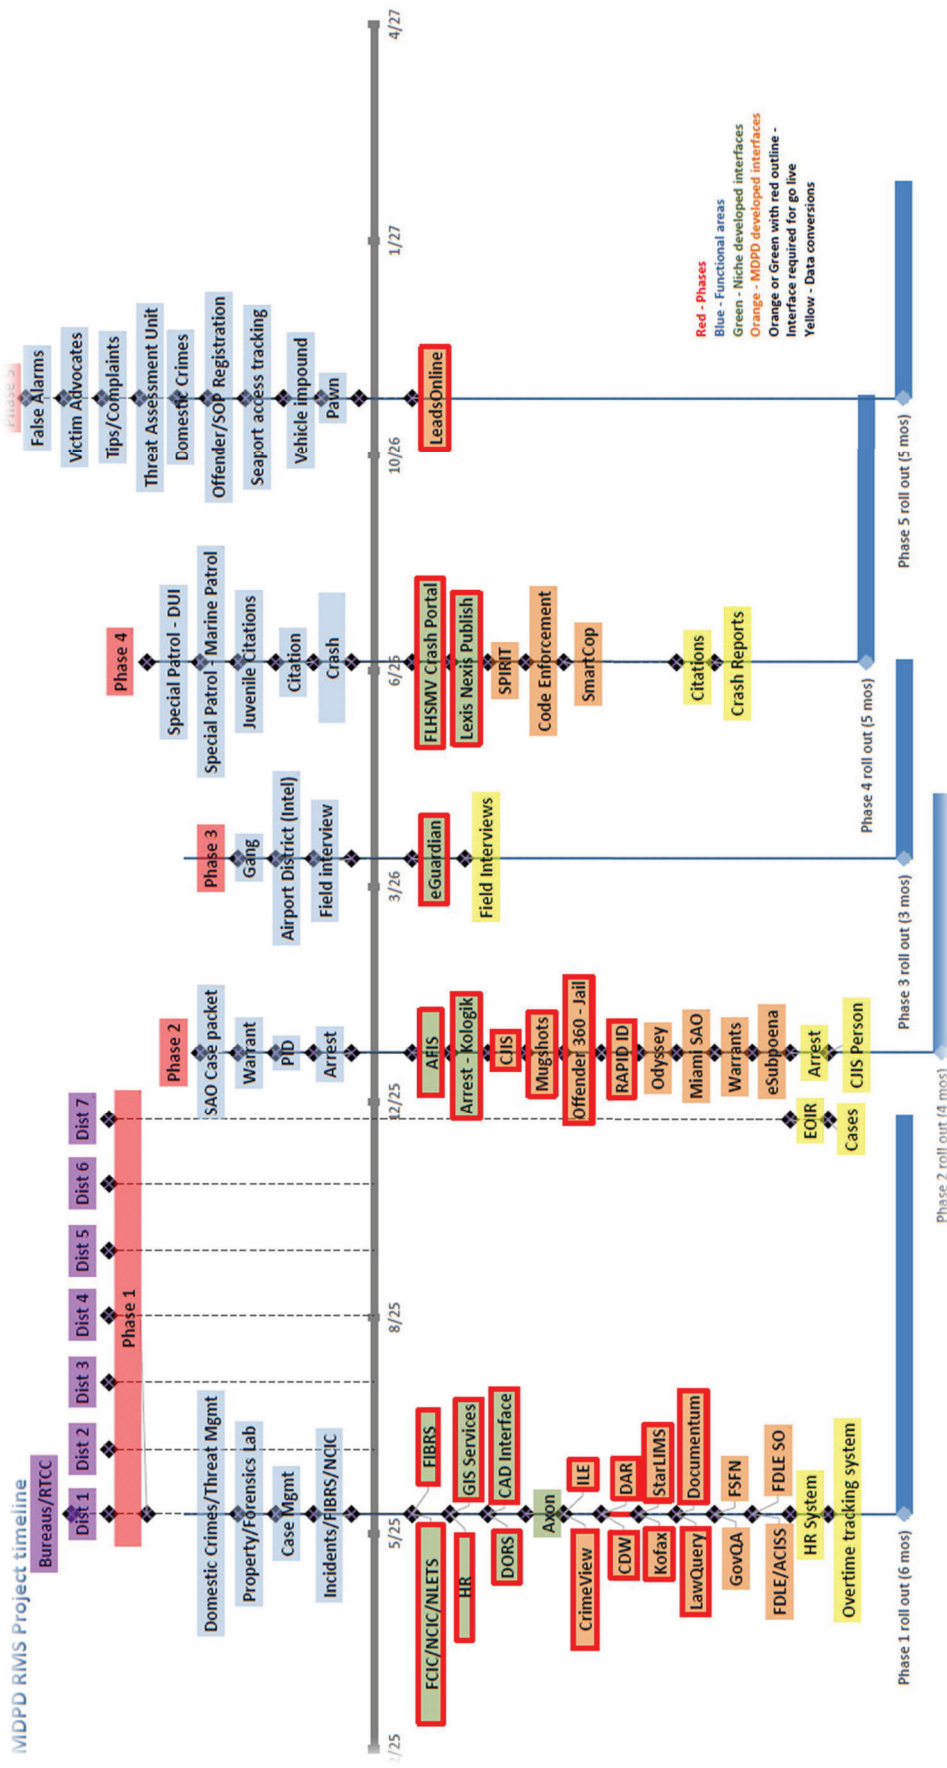 MDPD RMS Project timeline
Bureaus/RTCC
Dist 1
Dist 2
Dist 3
Dist 4
Dist 5
Dist 6
Dist 7
Phase 1
Domestic Crimes/Threat Mgmt
Property/Forensics Lab
Case Mgmt
Incidents/FIBRS/NCIC
Phase 2
SAO Case packet
Warrant
PID
Arrest
Phase 3
Gang
Airport District (Intel)
Field interview
Phase 4
Special Patrol - DUI
Special Patrol - Marine Patrol
Juvenile Citations
Citation
Crash
Phase 5
False Alarms
Victim Advocates
Tips/Complaints
Threat Assessment Unit
Domestic Crimes
Offender/SOP Registration
Seaport access tracking
Vehicle impound
Pawn
2/25
5/25
8/25
12/25
3/26
6/25
10/26
1/27
4/27
FCIC/NCIC/NLETS
FIBRS
HR
GIS Services
DORS
CAD Interface
Axon
CrimeView
ILE
CDW
DAR
Kofax
StarLIMS
LawQuery
Documentum
GovQA
FSFN
FDLE/ACISS
FDLE SO
HR System
Overtime tracking system
EOIR
Cases
AFIS
Arrest - Kologik
CJIS
Mugshots
Offender 360 - Jail
RAPID ID
Odyssey
Miami SAO
Warrants
eSubpoena
Arrest
CJIS Person
eGuardian
Field Interviews
FLHSMV Crash Portal
Lexis Nexis Publish
SPIRIT
Code Enforcement
SmartCop
Citations
Crash Reports
LeadsOnline
Red - Phases
Blue - Functional areas
Green - Niche developed interfaces
Orange - MDPD developed interfaces
Orange or Green with red outline -
Interface required for go live
Yellow - Data conversions
Phase 1 roll out (6 mos)
Phase 2 roll out (4 mos)
Phase 3 roll out (3 mos)
Phase 4 roll out (5 mos)
Phase 5 roll out (5 mos)